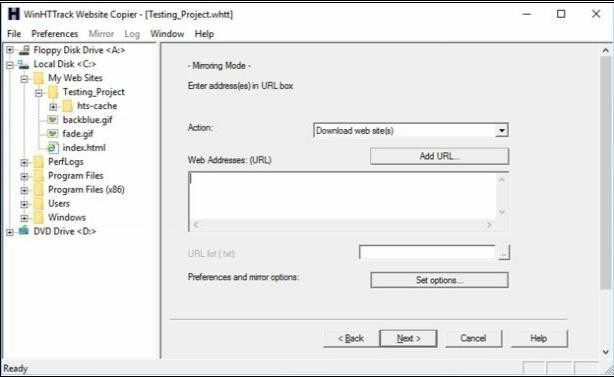 WinHTTrack Website Copier - [Testing_Project.whtt]
File Preferences Mirror Log Window Help
Floppy Disk Drive <A:>
Local Disk <C:>
My Web Sites
Testing_Project
hts-cache
backblue.gif
fade.gif
index.html
PerfLogs
Program Files
Program Files (x86)
Users
Windows
DVD Drive <D:>
- Mirroring Mode -
Enter address(es) in URL box
Action: Download web site(s)
Web Addresses: (URL) Add URL...
URL list (.txt) ...
Preferences and mirror options: Set options...
< Back Next > Cancel Help
Ready